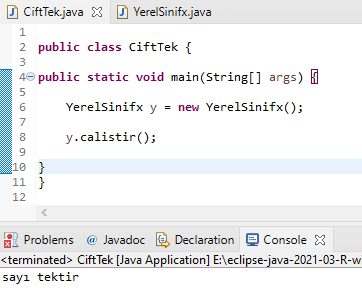 CiftTek.java YerelSinifx.java
1
2 public class CiftTek {
3
4 public static void main(String[] args) {
5
6 YerelSinifx y = new YerelSinifx();
7
8 y.calistir();
9
10 }
11 }
12
Problems @ Javadoc Declaration Console
<terminated> CiftTek [Java Application] E:\eclipse-java-2021-03-R-w
sayı tektir